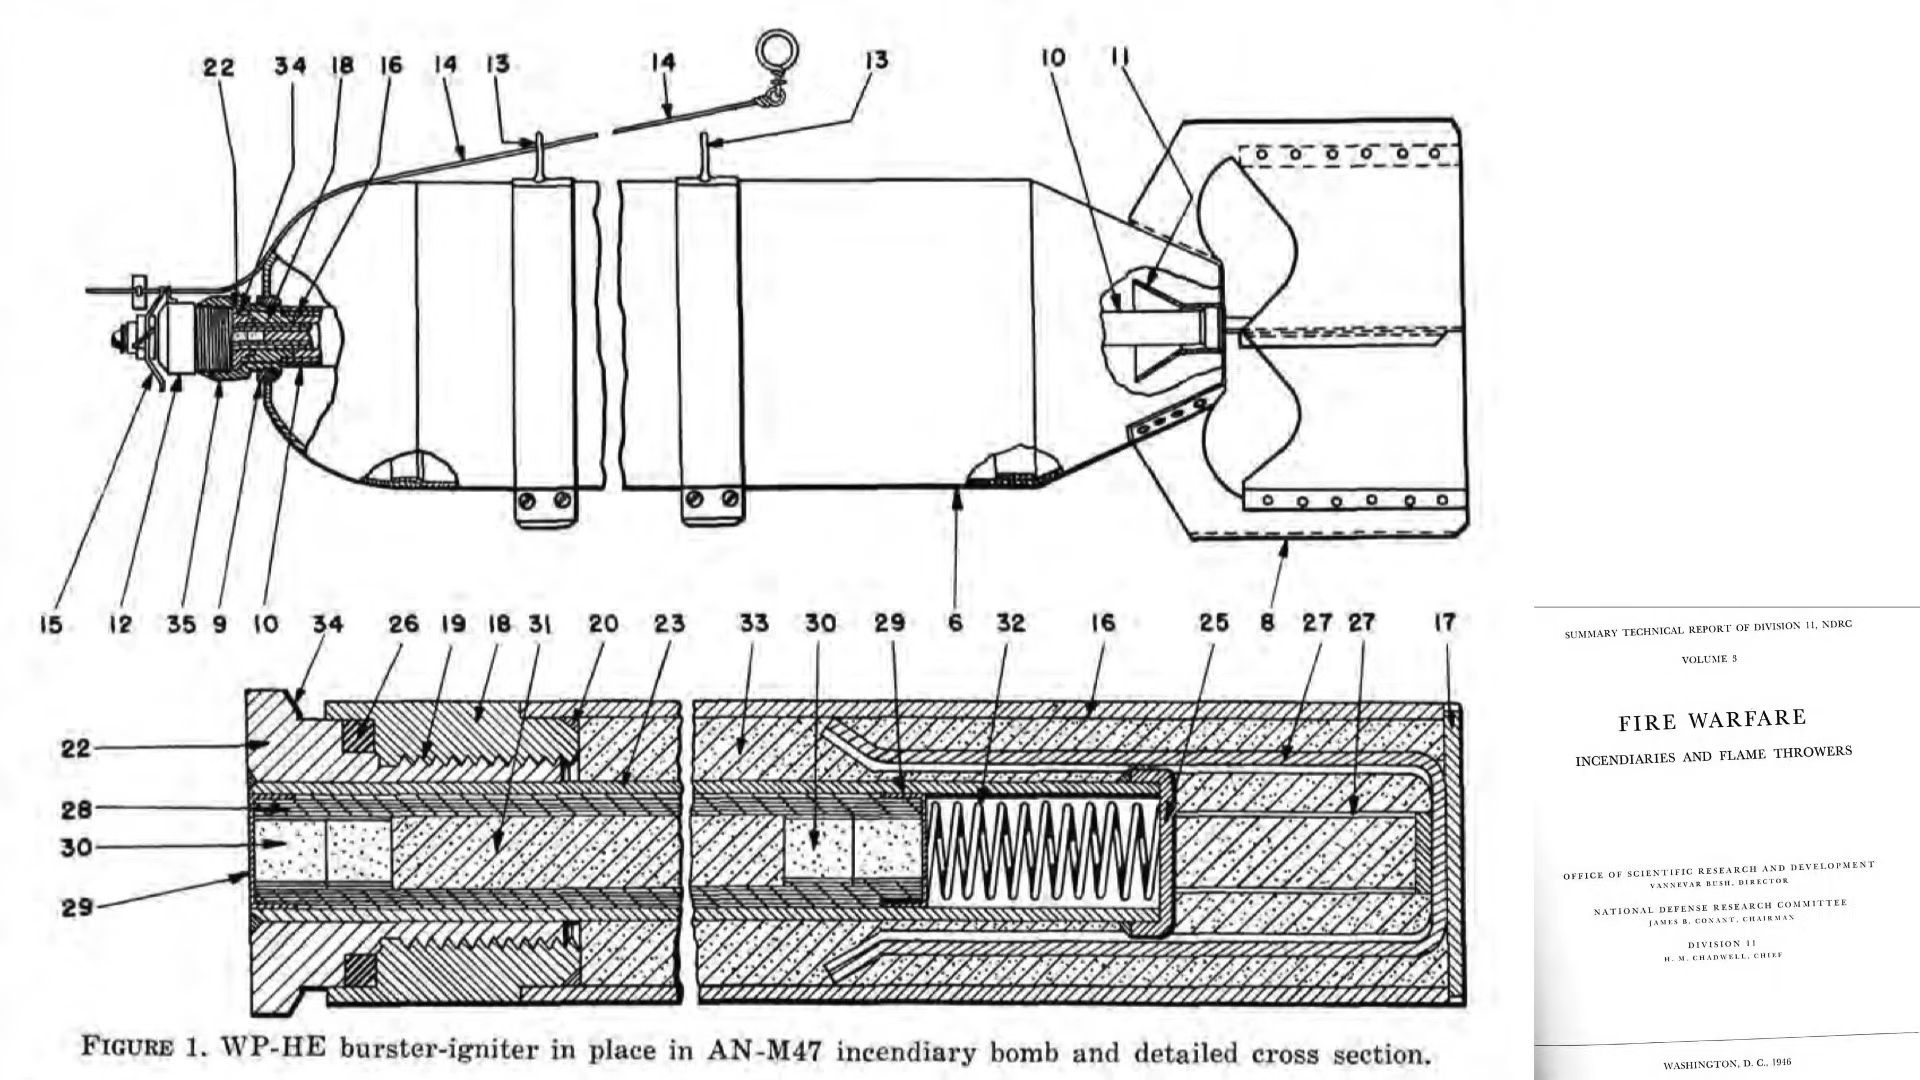 22 34 18 16 14 13 14 13 10 11
15 12 35 9 10 34 26 19 18 31 20 23 33 30 29 6 32 16 25 8 27 27 17
22
28
30
29
FIGURE 1. WP-HE burster-igniter in place in AN-M47 incendiary bomb and detailed cross section.
SUMMARY TECHNICAL REPORT OF DIVISION 11, NDRC
VOLUME 3
FIRE WARFARE
INCENDIARIES AND FLAME THROWERS
OFFICE OF SCIENTIFIC RESEARCH AND DEVELOPMENT
VANNEVAR BUSH, DIRECTOR
NATIONAL DEFENSE RESEARCH COMMITTEE
JAMES B. CONANT, CHAIRMAN
DIVISION 11
H. M. CHADWELL, CHIEF
WASHINGTON, D. C., 1946